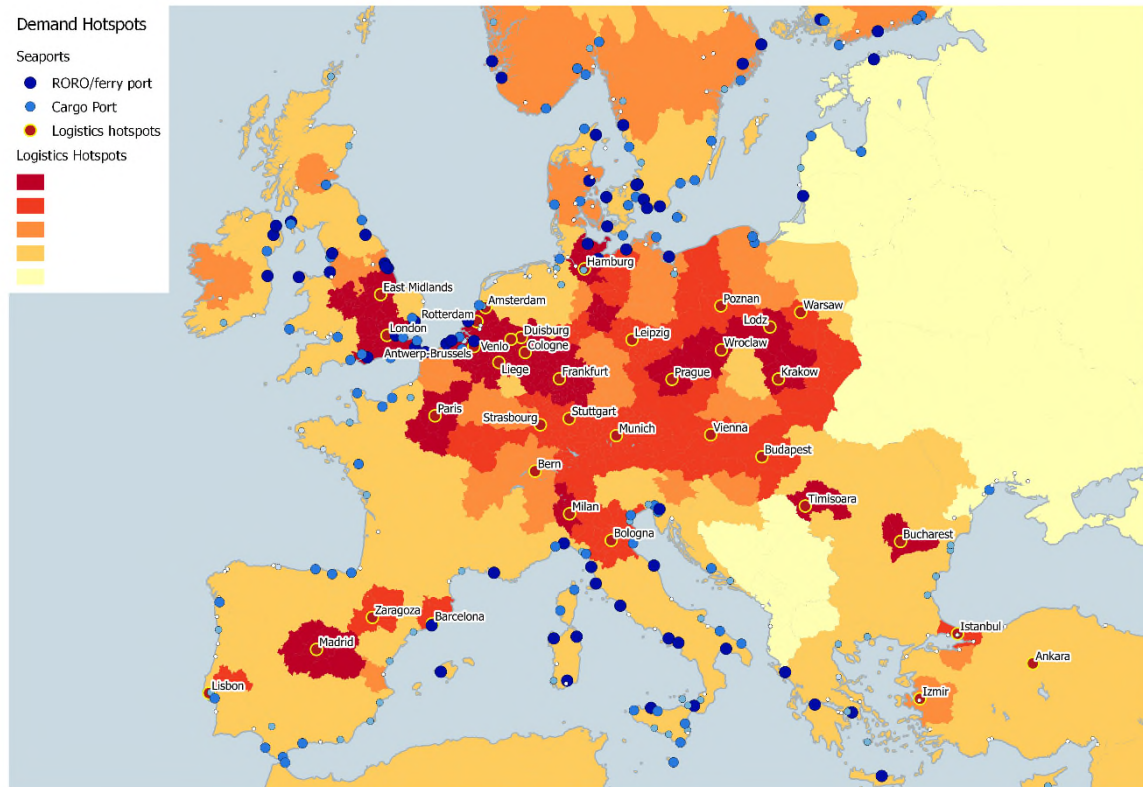 Demand Hotspots
Seaports
RORO/ferry port
Cargo Port
Logistics hotspots
Logistics Hotspots
Hamburg
East Midlands
Amsterdam
Rotterdam
Poznan
Warsaw
London
Duisburg
Leipzig
Lodz
Antwerp-Brussels
Venlo
Cologne
Wroclaw
Liege
Frankfurt
Prague
Krakow
Paris
Strasbourg
Stuttgart
Munich
Vienna
Budapest
Bern
Milan
Timisoara
Bologna
Bucharest
Zaragoza
Barcelona
Istanbul
Madrid
Ankara
Lisbon
Izmir